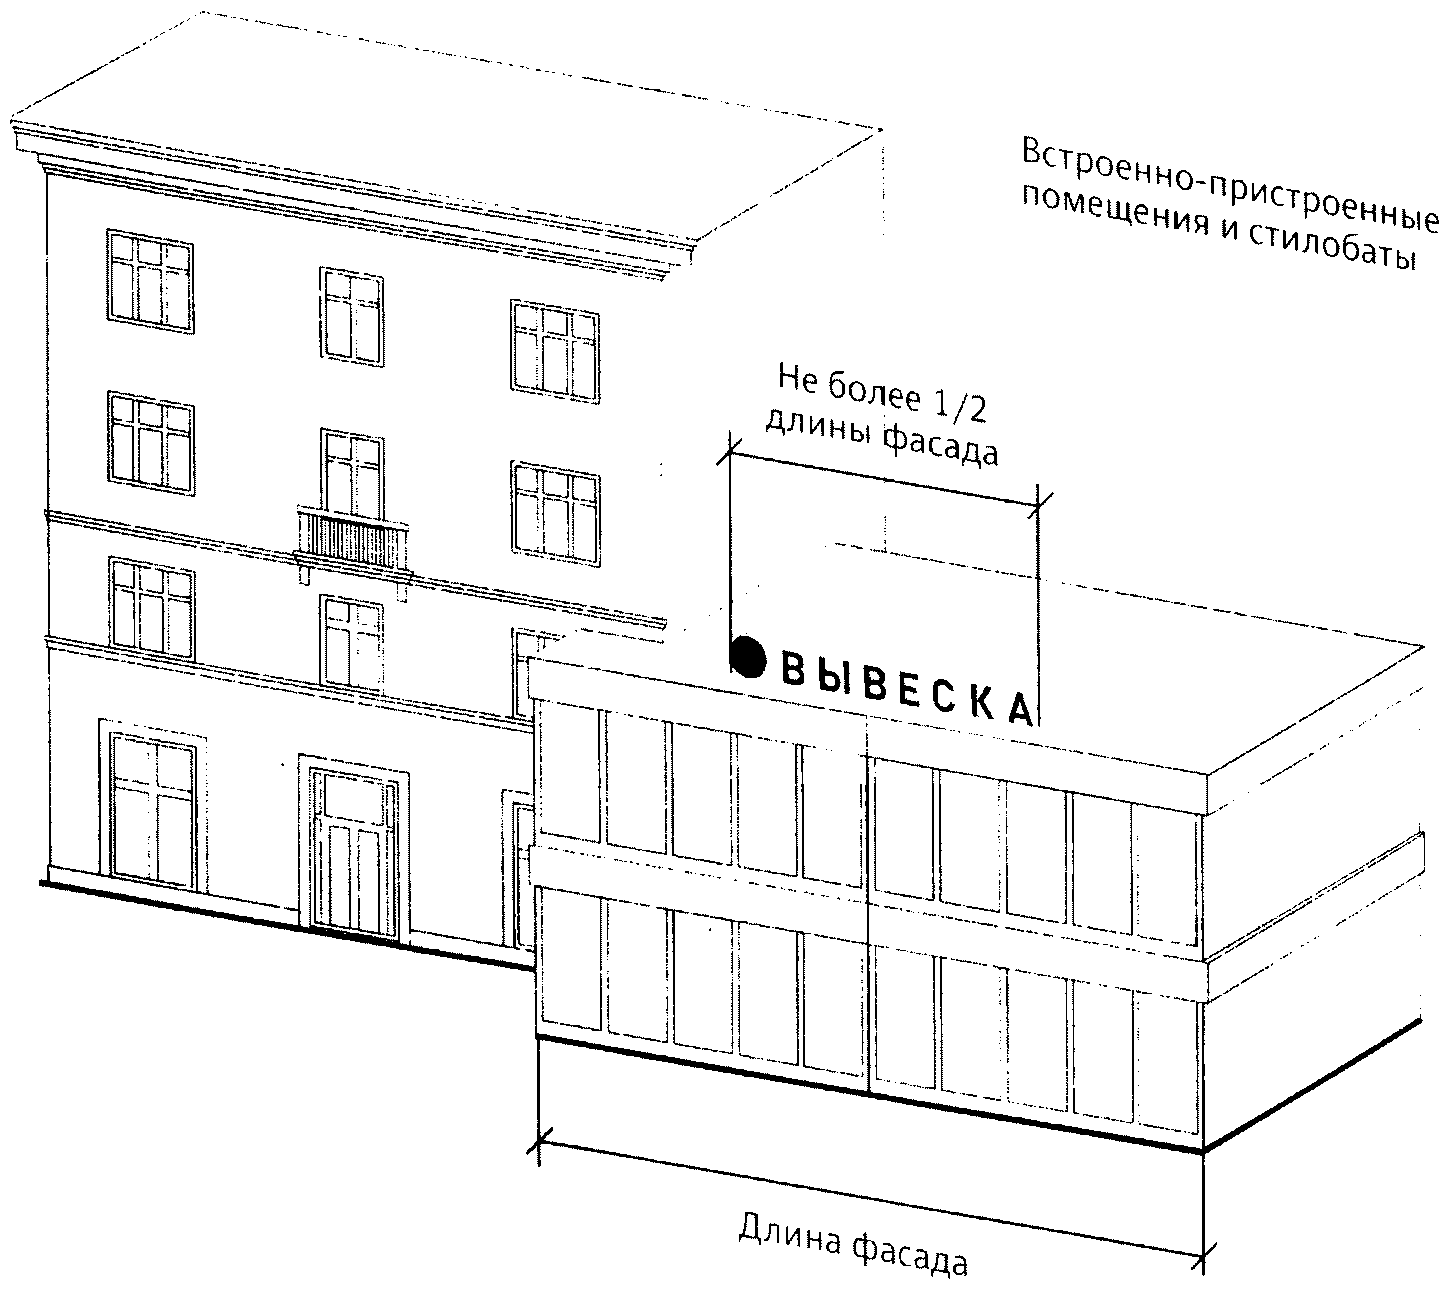 Встроенно-пристроенные
помещения и стилобаты
Не более 1/2
длины фасада
ВЫВЕСКА
Длина фасада